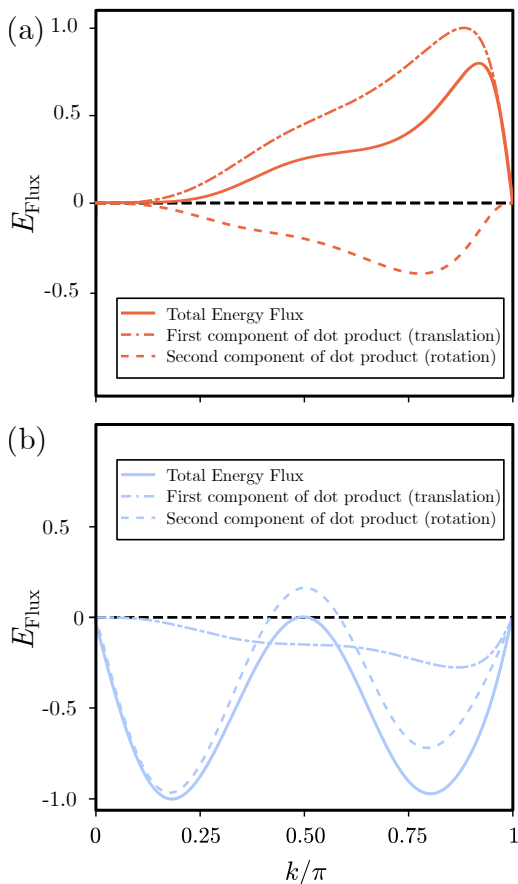 (a)
1.0
0.5
0
-0.5
E_Flux
Total Energy Flux
First component of dot product (translation)
Second component of dot product (rotation)
(b)
Total Energy Flux
First component of dot product (translation)
Second component of dot product (rotation)
0.5
0
-0.5
-1.0
E_Flux
0 0.25 0.50 0.75 1
k/π